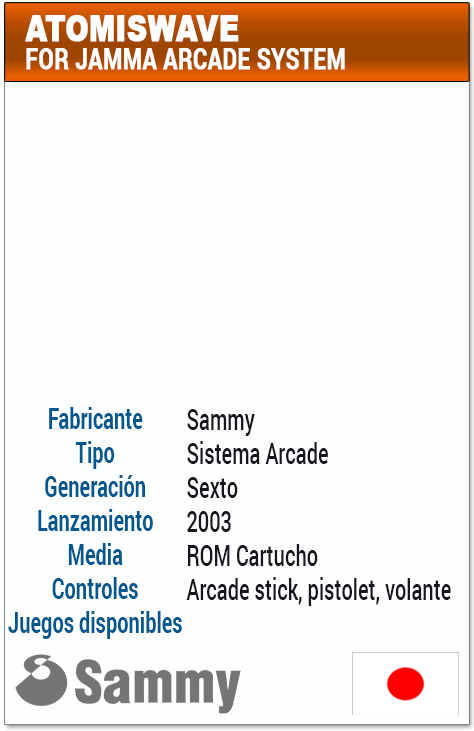 ATOMISWAVE
FOR JAMMA ARCADE SYSTEM
Fabricante Sammy
Tipo Sistema Arcade
Generación Sexto
Lanzamiento 2003
Media ROM Cartucho
Controles Arcade stick, pistolet, volante
Juegos disponibles
Sammy